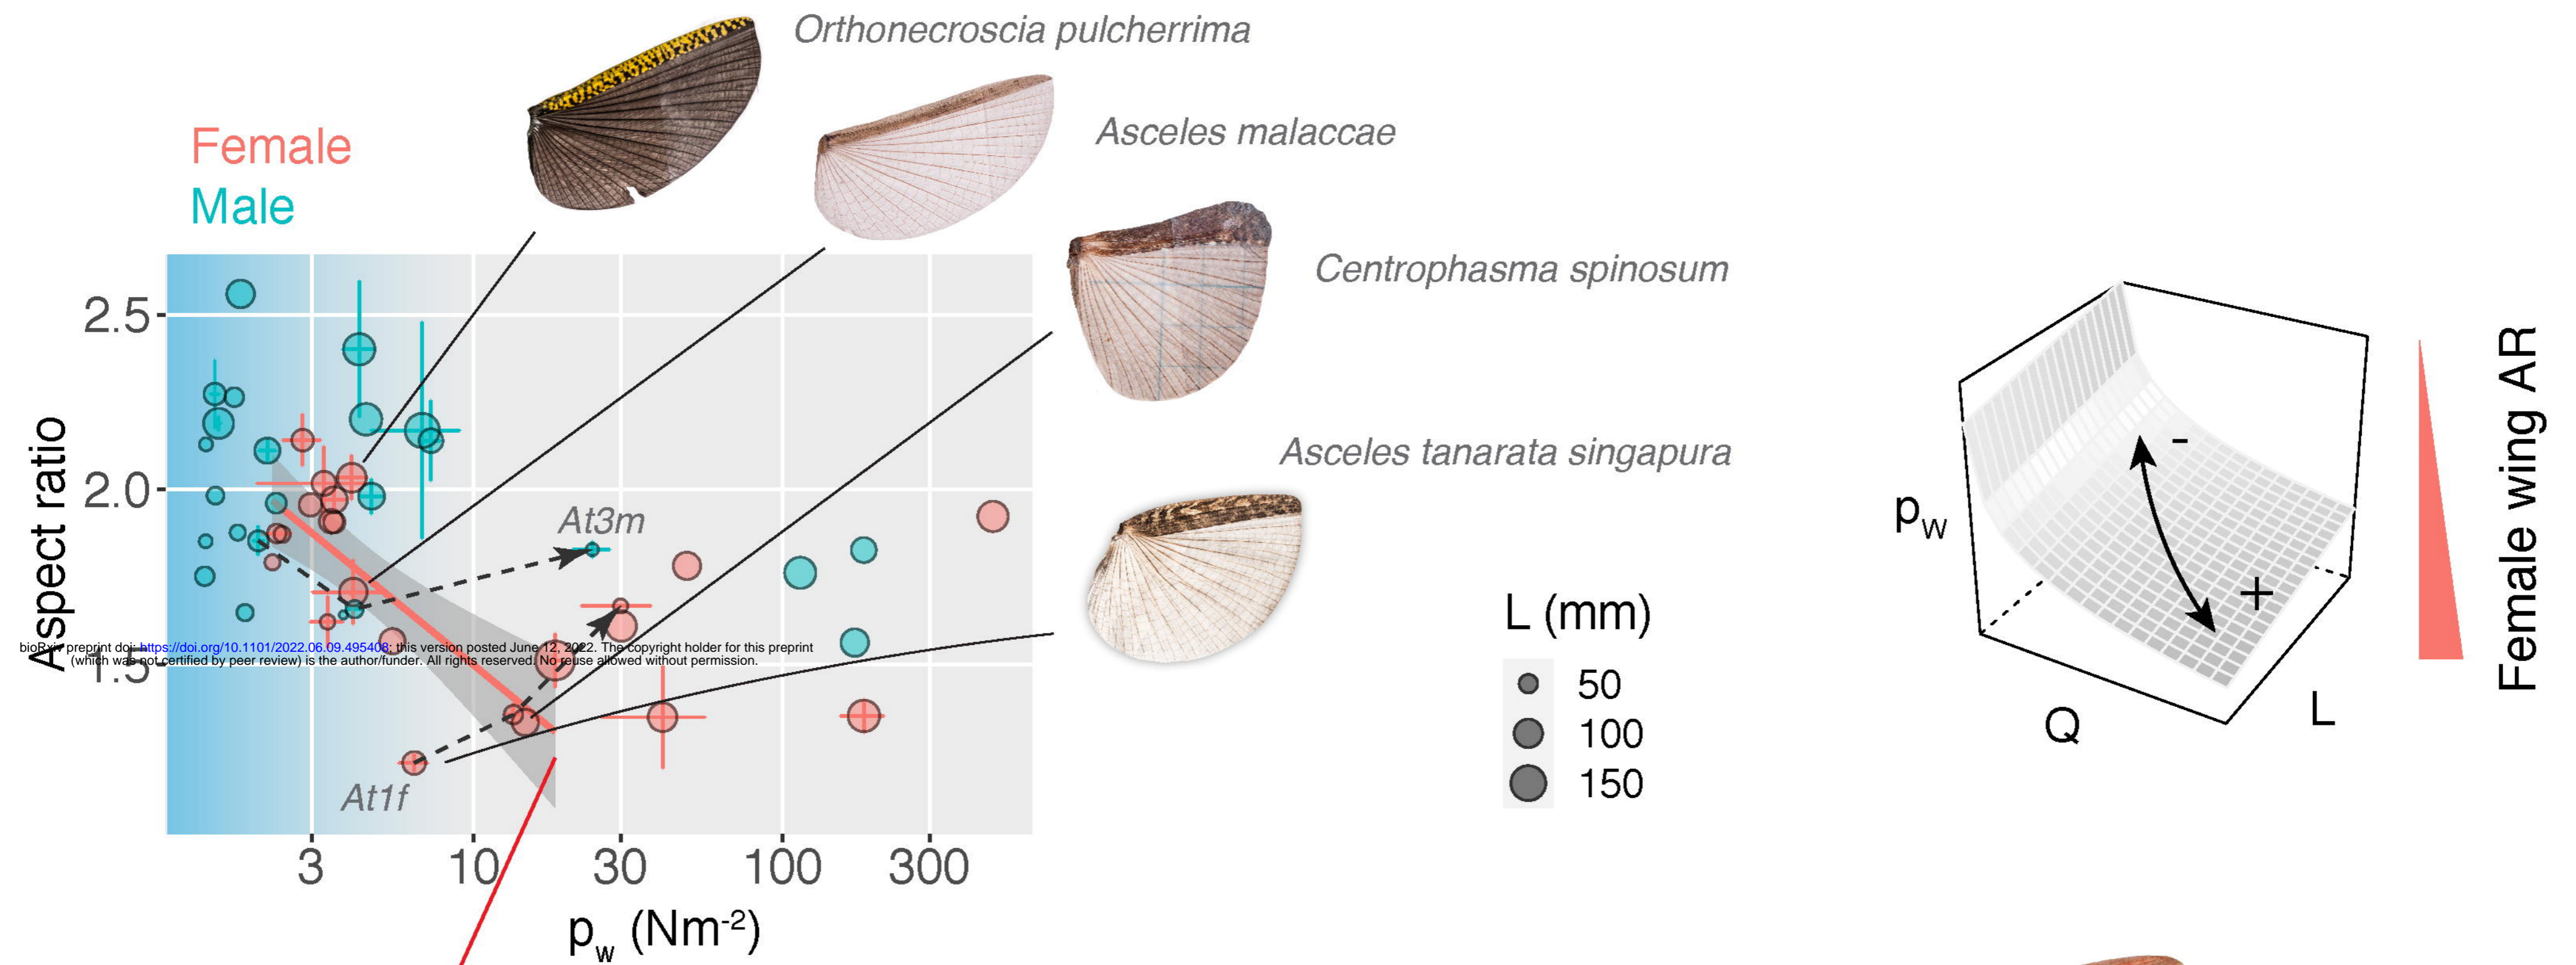 Orthonecroscia pulcherrima
Asceles malaccae
Female
Male
Centrophasma spinosum
Asceles tanarata singapura
2.5
2.0
1.5
Aspect ratio
At3m
At1f
bioRxiv preprint doi: https://doi.org/10.1101/2022.06.09.495408; this version posted June 12, 2022. The copyright holder for this preprint
(which was not certified by peer review) is the author/funder. All rights reserved. No reuse allowed without permission.
3 10 30 100 300
pw (Nm-2)
L (mm)
50
100
150
pw
-
+
Q
L
Female wing AR